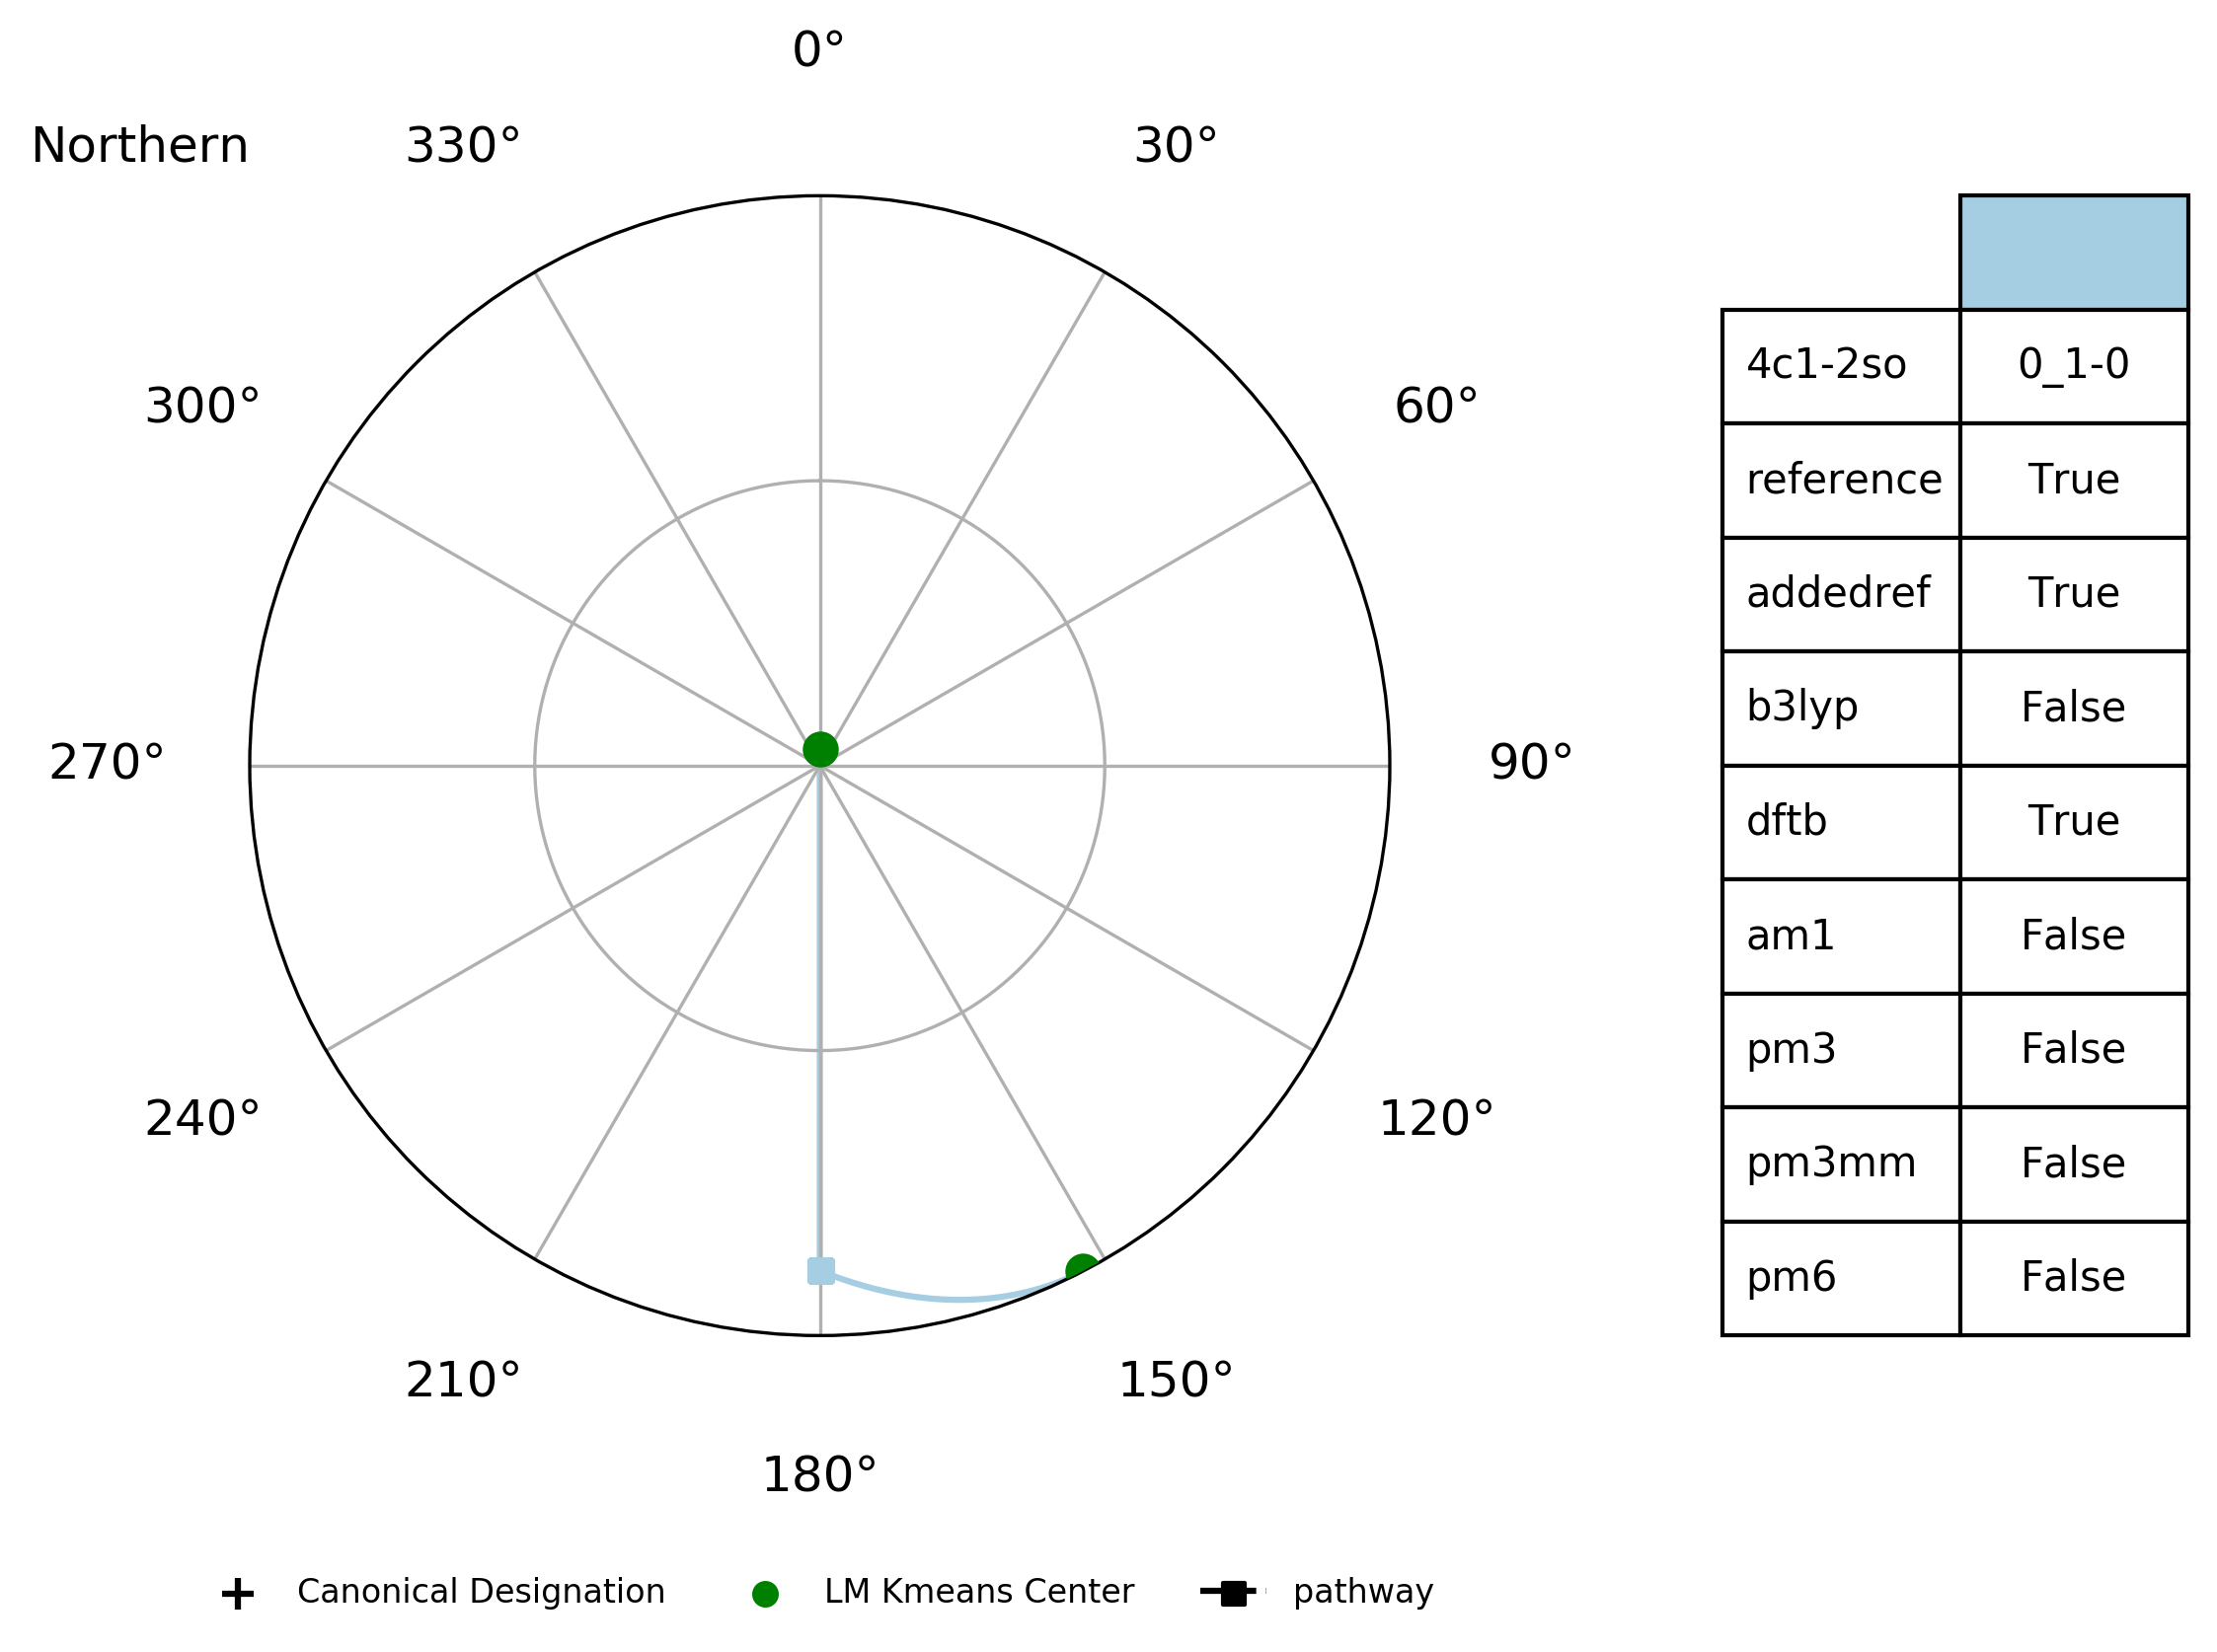 0°
Northern
330°
30°
300°
60°
270°
90°
240°
120°
210°
150°
180°
4c1-2so 0_1-0
reference True
addedref True
b3lyp False
dftb True
am1 False
pm3 False
pm3mm False
pm6 False
Canonical Designation LM Kmeans Center pathway